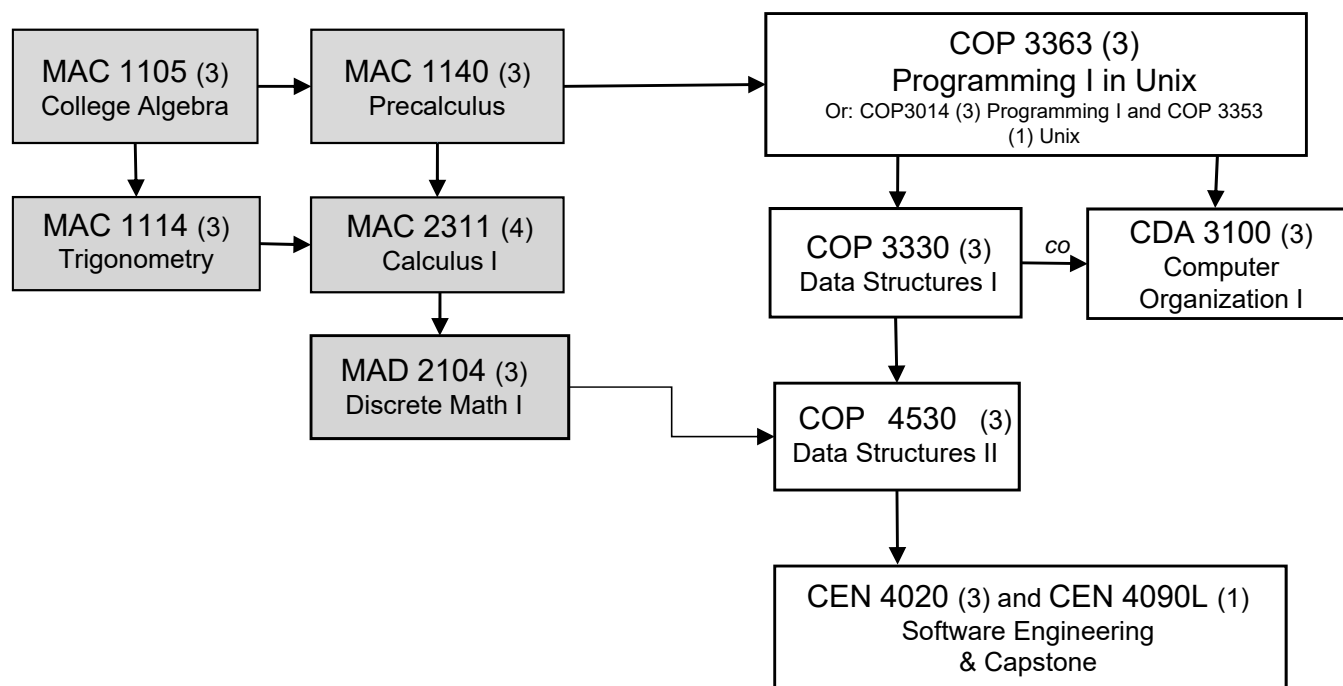 MAC 1105 (3)
College Algebra
MAC 1140 (3)
Precalculus
COP 3363 (3)
Programming I in Unix
Or: COP3014 (3) Programming I and COP 3353
(1) Unix
MAC 1114 (3)
Trigonometry
MAC 2311 (4)
Calculus I
COP 3330 (3)
Data Structures I
co
CDA 3100 (3)
Computer
Organization I
MAD 2104 (3)
Discrete Math I
COP 4530 (3)
Data Structures II
CEN 4020 (3) and CEN 4090L (1)
Software Engineering
& Capstone